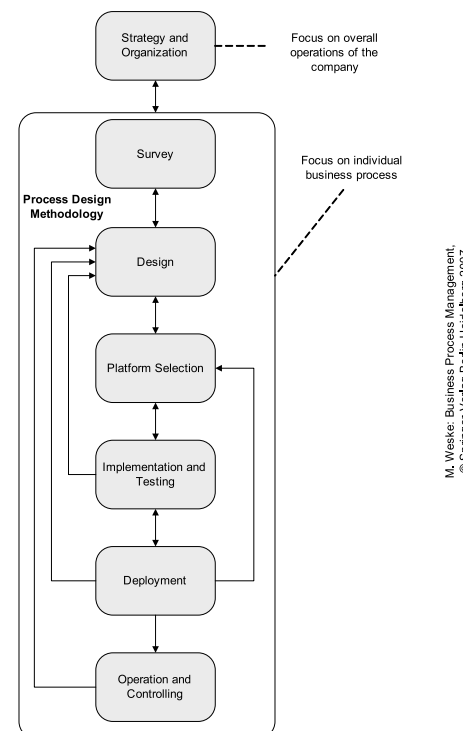 Strategy and
Organization
Focus on overall
operations of the
company
Survey
Focus on individual
business process
Process Design
Methodology
Design
Platform Selection
Implementation and
Testing
Deployment
Operation and
Controlling
M. Weske: Business Process Management,